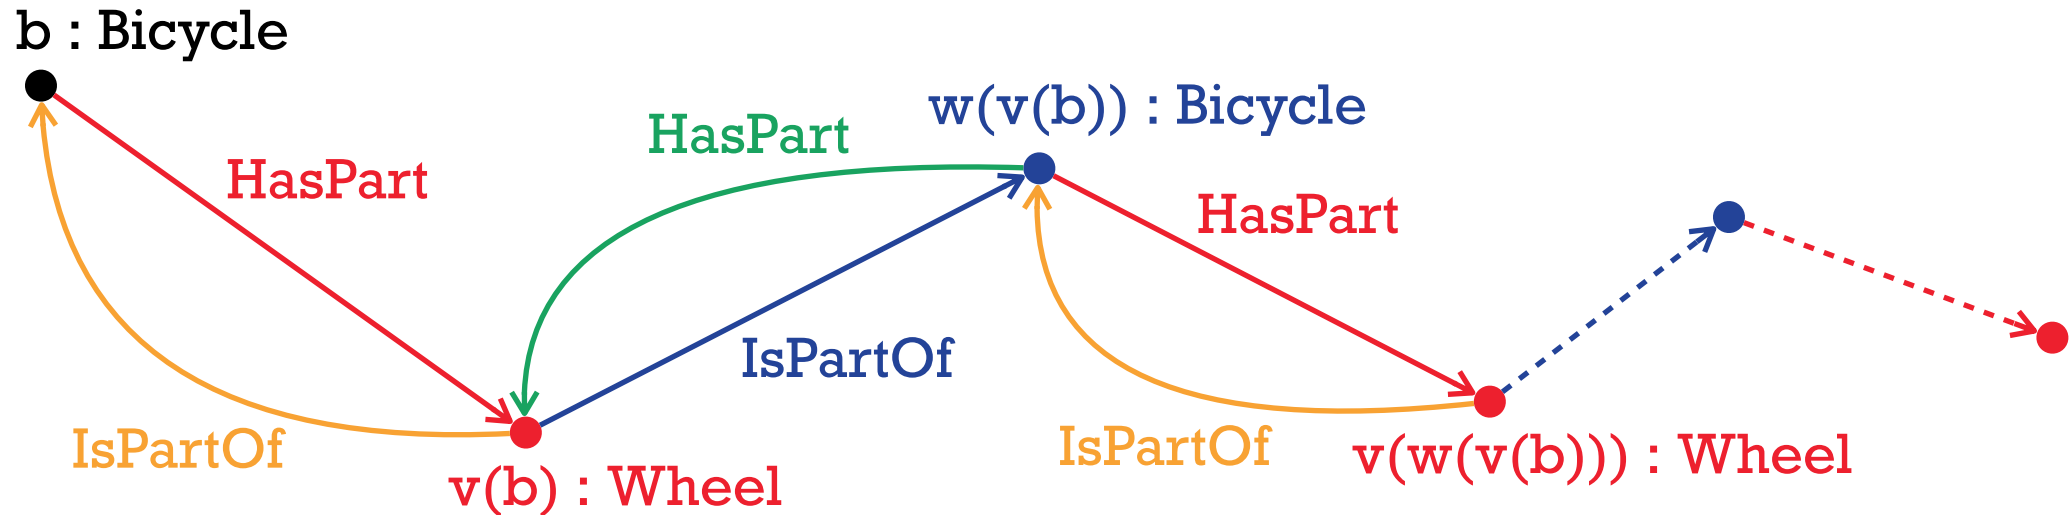 b : Bicycle
w(v(b)) : Bicycle
HasPart
HasPart
HasPart
IsPartOf
IsPartOf
IsPartOf
v(w(v(b))) : Wheel
v(b) : Wheel